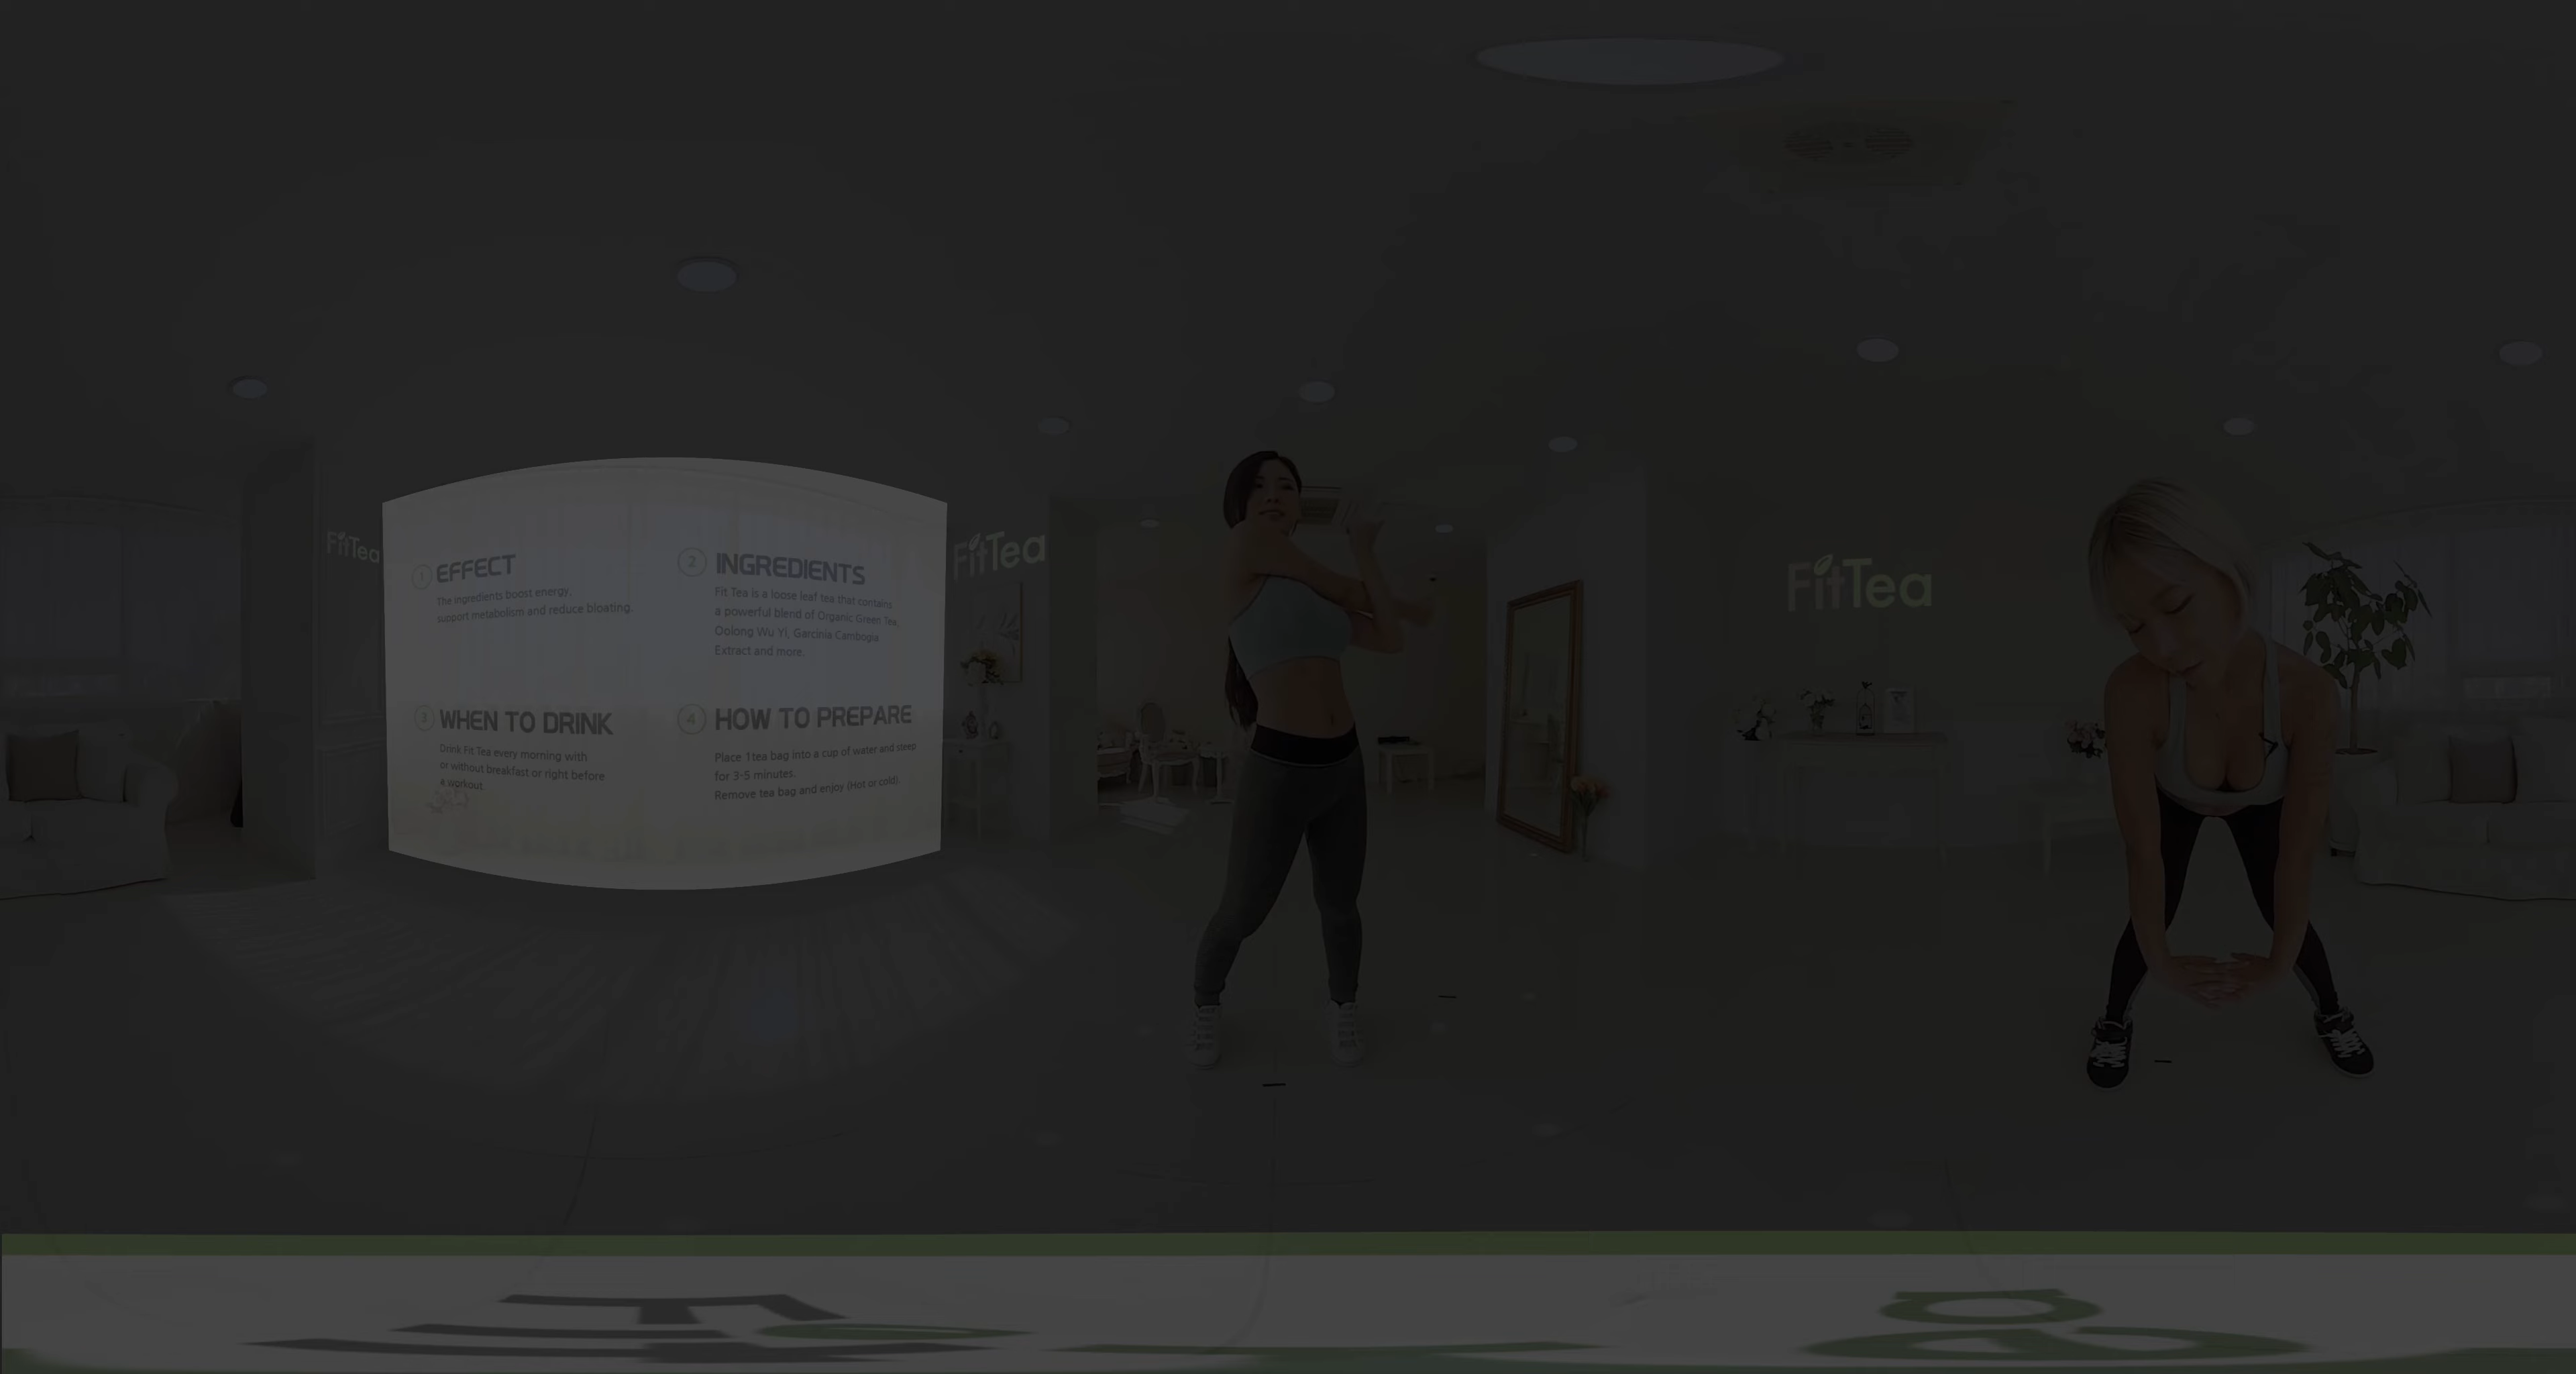 FitTea
1 EFFECT
The ingredients boost energy,
support metabolism and reduce bloating.
2 INGREDIENTS
Fit Tea is a loose leaf tea that contains
a powerful blend of Organic Green Tea,
Oolong Wu Yi, Garcinia Cambogia
Extract and more.
3 WHEN TO DRINK
Drink Fit Tea every morning with
or without breakfast or right before
a workout.
4 HOW TO PREPARE
Place 1tea bag into a cup of water and steep
for 3-5 minutes.
Remove tea bag and enjoy (Hot or cold).
FitTea
FitTea